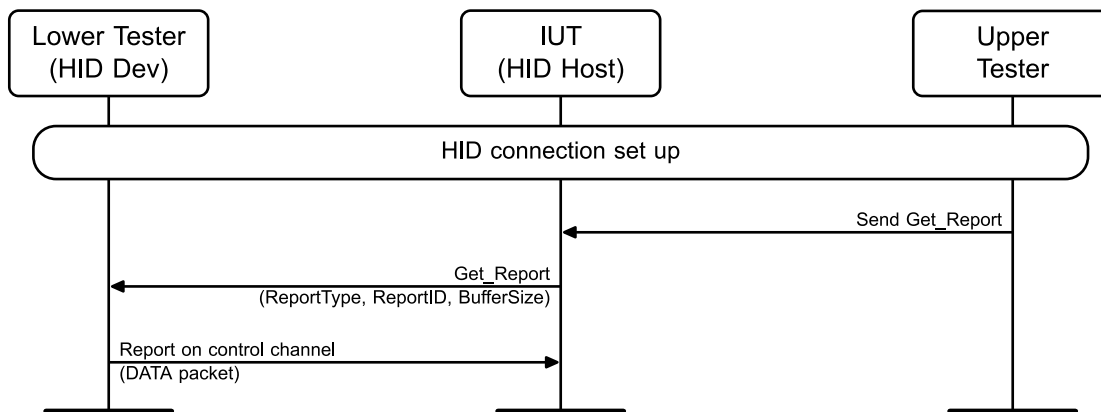 Lower Tester
(HID Dev)
IUT
(HID Host)
Upper
Tester
HID connection set up
Send Get_Report
Get_Report
(ReportType, ReportID, BufferSize)
Report on control channel
(DATA packet)